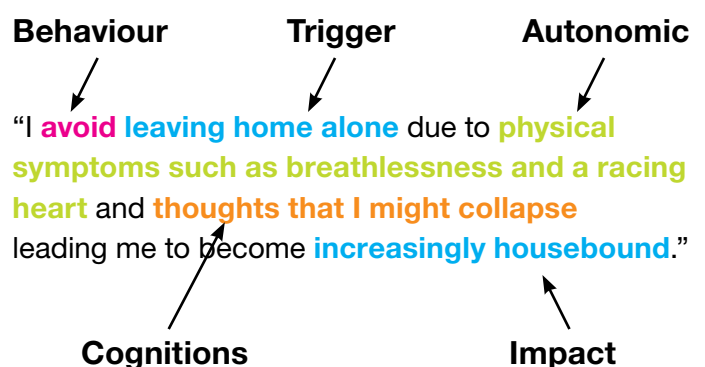 Behaviour Trigger Autonomic
“I avoid leaving home alone due to physical
symptoms such as breathlessness and a racing
heart and thoughts that I might collapse
leading me to become increasingly housebound.”
Cognitions Impact